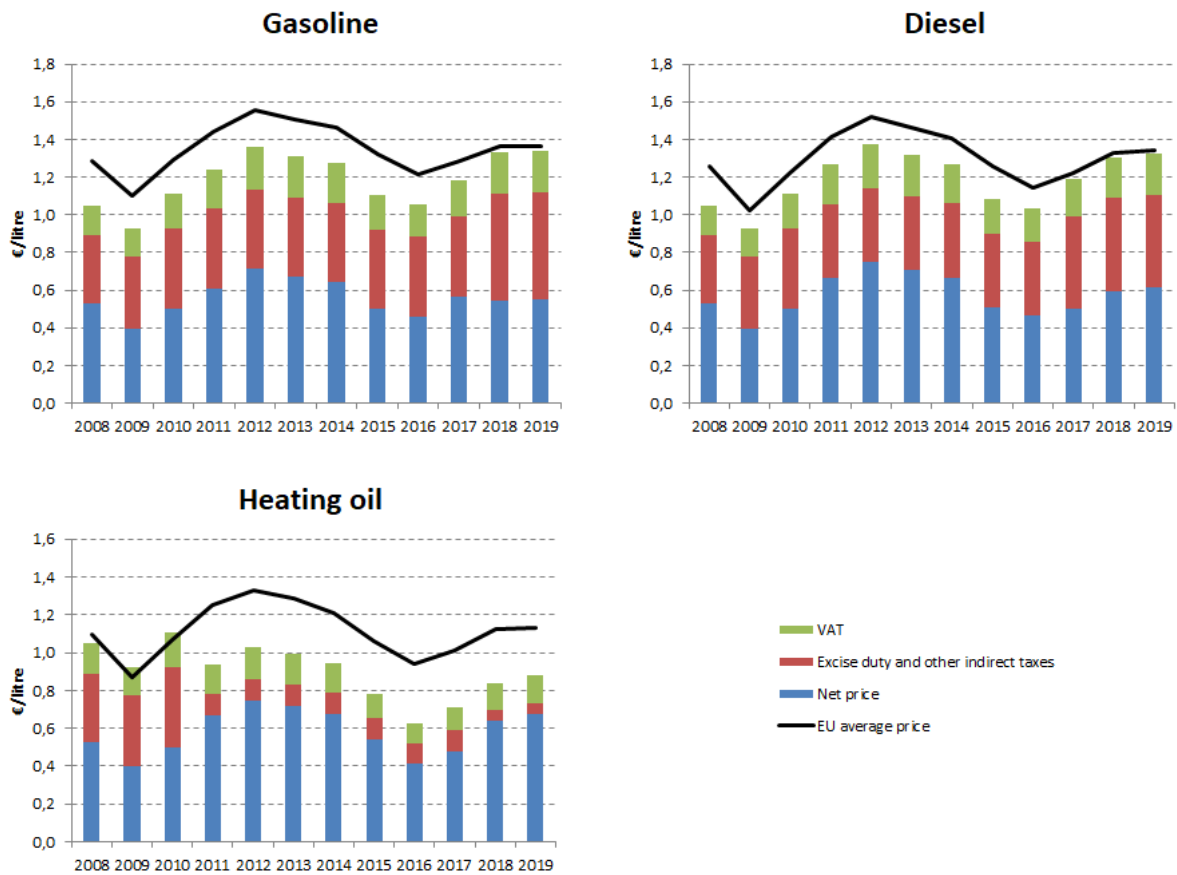 Gasoline
€/litre
1,8
1,6
1,4
1,2
1,0
0,8
0,6
0,4
0,2
0,0
2008 2009 2010 2011 2012 2013 2014 2015 2016 2017 2018 2019
Diesel
€/litre
1,8
1,6
1,4
1,2
1,0
0,8
0,6
0,4
0,2
0,0
2008 2009 2010 2011 2012 2013 2014 2015 2016 2017 2018 2019
Heating oil
€/litre
1,6
1,4
1,2
1,0
0,8
0,6
0,4
0,2
0,0
2008 2009 2010 2011 2012 2013 2014 2015 2016 2017 2018 2019
VAT
Excise duty and other indirect taxes
Net price
EU average price